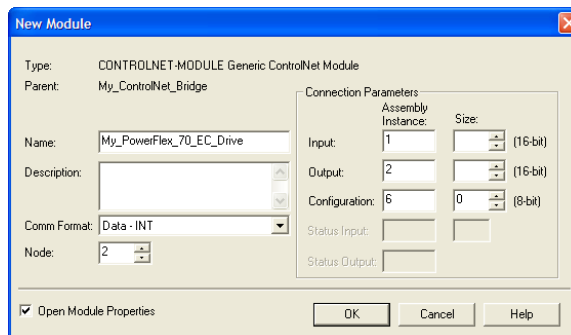 New Module
Type: CONTROLNET-MODULE Generic ControlNet Module
Parent: My_ControlNet_Bridge
Connection Parameters
Assembly Instance: Size:
Name: My_PowerFlex_70_EC_Drive
Input: 1 (16-bit)
Output: 2 (16-bit)
Description:
Configuration: 6 0 (8-bit)
Comm Format: Data - INT
Status Input:
Node: 2
Status Output:
Open Module Properties
OK Cancel Help